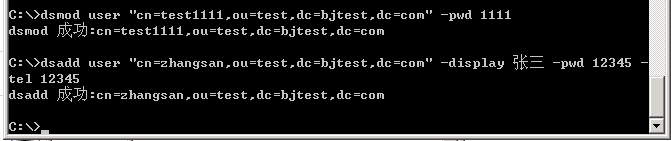 C:\>dsmod user "cn=test1111,ou=test,dc=bjtest,dc=com" -pwd 1111
dsmod 成功:cn=test1111,ou=test,dc=bjtest,dc=com
C:\>dsadd user "cn=zhangsan,ou=test,dc=bjtest,dc=com" -display 张三 -pwd 12345 -
tel 12345
dsadd 成功:cn=zhangsan,ou=test,dc=bjtest,dc=com
C:\>_